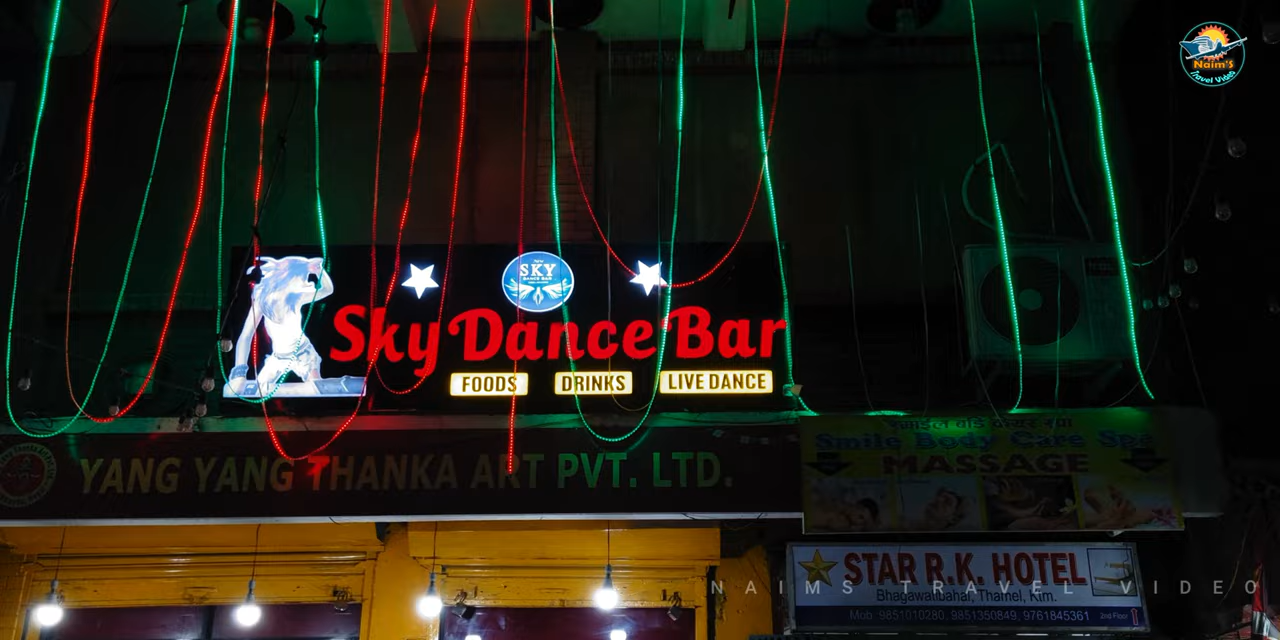 Naim'S
Travel Video
SKY
DANCE BAR
Sky Dance Bar
FOODS
DRINKS
LIVE DANCE
YANG YANG THANKA ART PVT. LTD.
Smile Body Care Spa
MASSAGE
STAR R.K. HOTEL
Bhagawatibahal, Thamel, Ktm.
Mob: 9851010280, 9851350849, 9761845361
2nd Floor
NAIMS TRAVEL VIDEO